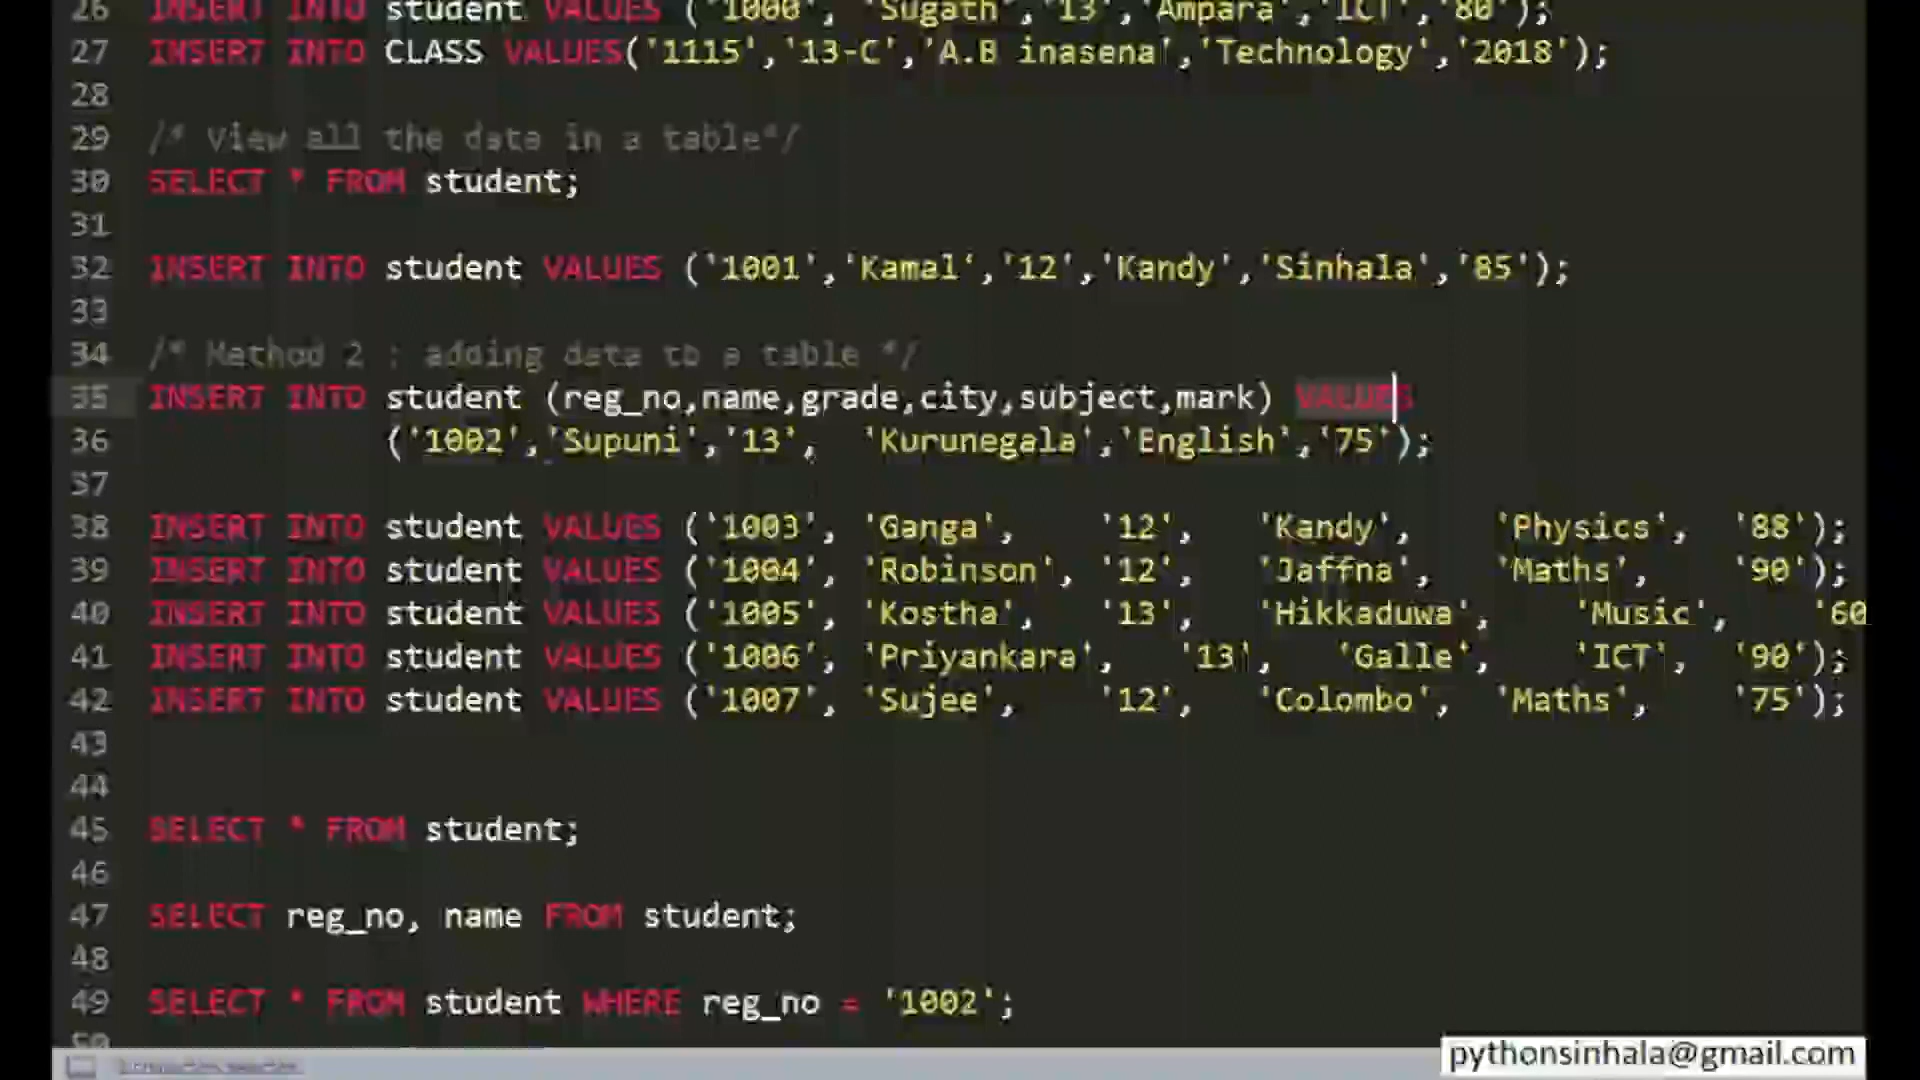 26 INSERT INTO student VALUES ('1000', 'Sugath','13','Ampara','ICT','80');
27 INSERT INTO CLASS VALUES('1115','13-C','A.B inasena','Technology','2018');
28
29 /* View all the data in a table*/
30 SELECT * FROM student;
31
32 INSERT INTO student VALUES ('1001','Kamal','12','Kandy','Sinhala','85');
33
34 /* Method 2 : adding data to a table */
35 INSERT INTO student (reg_no,name,grade,city,subject,mark) VALUES
36 ('1002','Supuni','13', 'Kurunegala','English','75');
37
38 INSERT INTO student VALUES ('1003', 'Ganga', '12', 'Kandy', 'Physics', '88');
39 INSERT INTO student VALUES ('1004', 'Robinson', '12', 'Jaffna', 'Maths', '90');
40 INSERT INTO student VALUES ('1005', 'Kostha', '13', 'Hikkaduwa', 'Music', '60
41 INSERT INTO student VALUES ('1006', 'Priyankara', '13', 'Galle', 'ICT', '90');
42 INSERT INTO student VALUES ('1007', 'Sujee', '12', 'Colombo', 'Maths', '75');
43
44
45 SELECT * FROM student;
46
47 SELECT reg_no, name FROM student;
48
49 SELECT * FROM student WHERE reg_no = '1002';
50
pythonsinhala@gmail.com